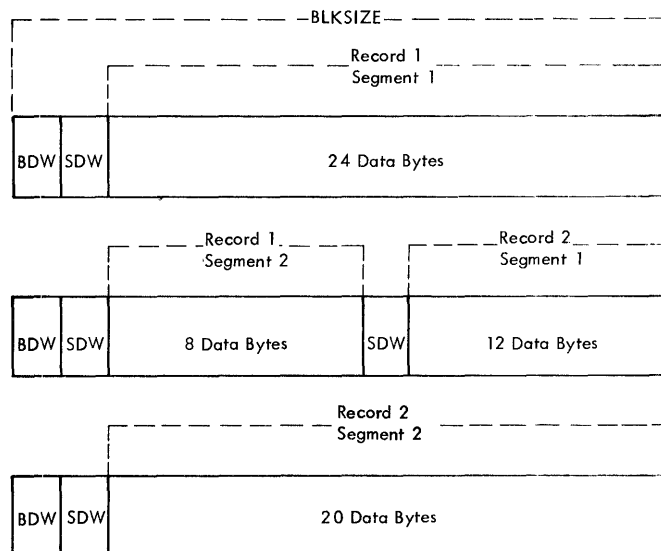 BLKSIZE
Record 1
Segment 1
BDW SDW 24 Data Bytes
Record 1 Record 2
Segment 2 Segment 1
BDW SDW 8 Data Bytes SDW 12 Data Bytes
Record 2
Segment 2
BDW SDW 20 Data Bytes